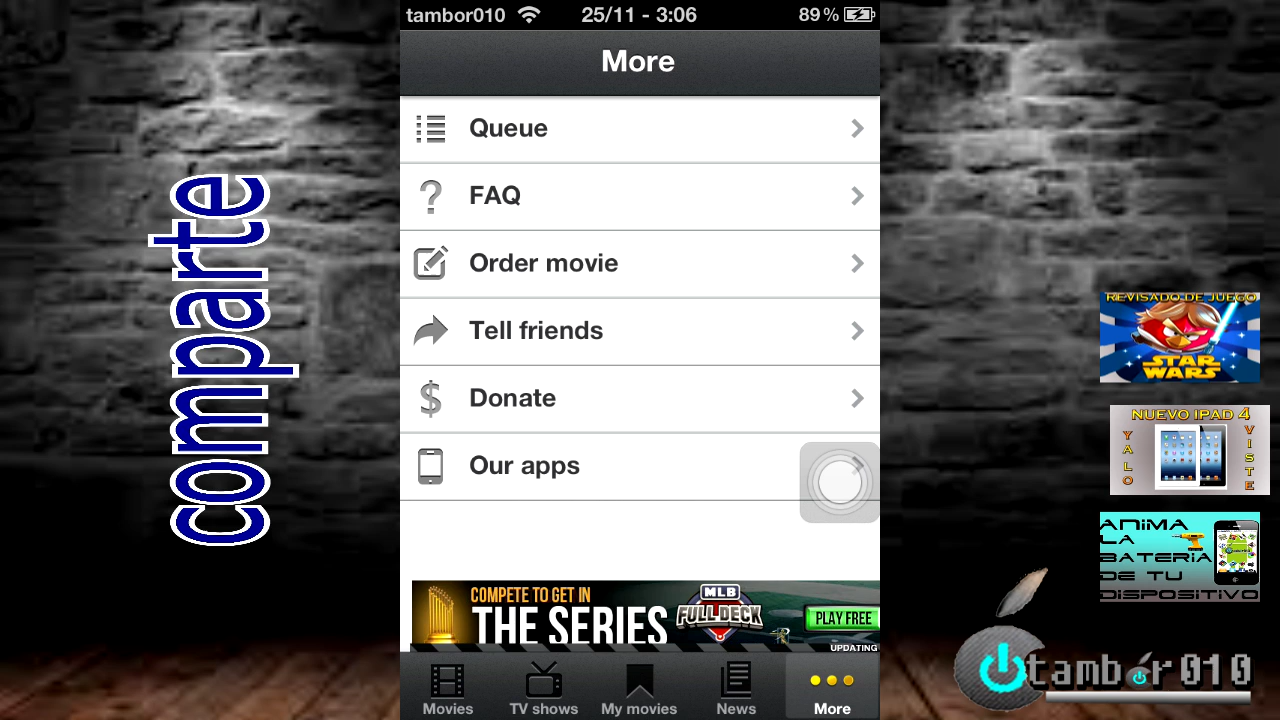 tambor010
25/11 - 3:06
89 %
More
Queue
FAQ
Order movie
Tell friends
Donate
Our apps
COMPETE TO GET IN
THE SERIES
MLB
FULL DECK
PLAY FREE
UPDATING
Movies
TV shows
My movies
News
More
comparte
REVISADO DE JUEGO
STAR
WARS
NUEVO IPAD 4
YA LO
VISTE
ANIMA
LA
BATERIA
DE TU
DISPOSITIVO
tambor010